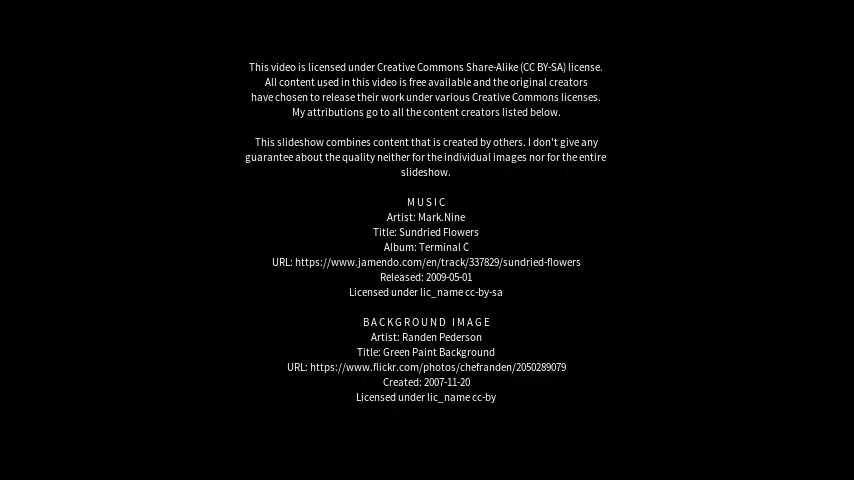 This video is licensed under Creative Commons Share-Alike (CC BY-SA) license.
All content used in this video is free available and the original creators
have chosen to release their work under various Creative Commons licenses.
My attributions go to all the content creators listed below.
This slideshow combines content that is created by others. I don't give any
guarantee about the quality neither for the individual images nor for the entire
slideshow.
MUSIC
Artist: Mark.Nine
Title: Sundried Flowers
Album: Terminal C
URL: https://www.jamendo.com/en/track/337829/sundried-flowers
Released: 2009-05-01
Licensed under lic_name cc-by-sa
BACKGROUND IMAGE
Artist: Randen Pederson
Title: Green Paint Background
URL: https://www.flickr.com/photos/chefranden/2050289079
Created: 2007-11-20
Licensed under lic_name cc-by